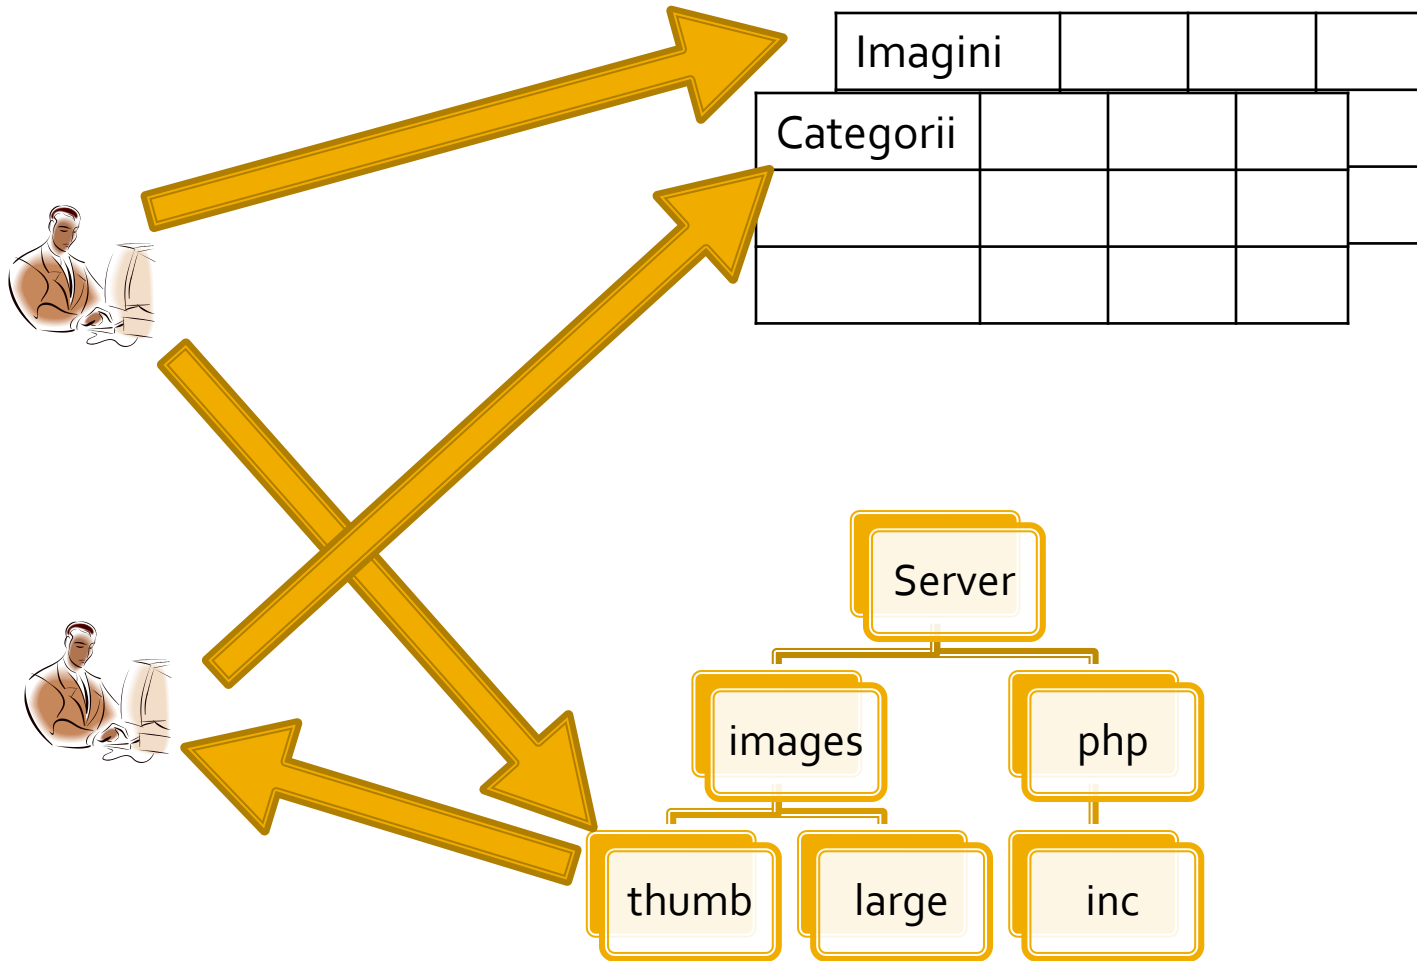 Imagini
Categorii
Server
images
php
thumb
large
inc